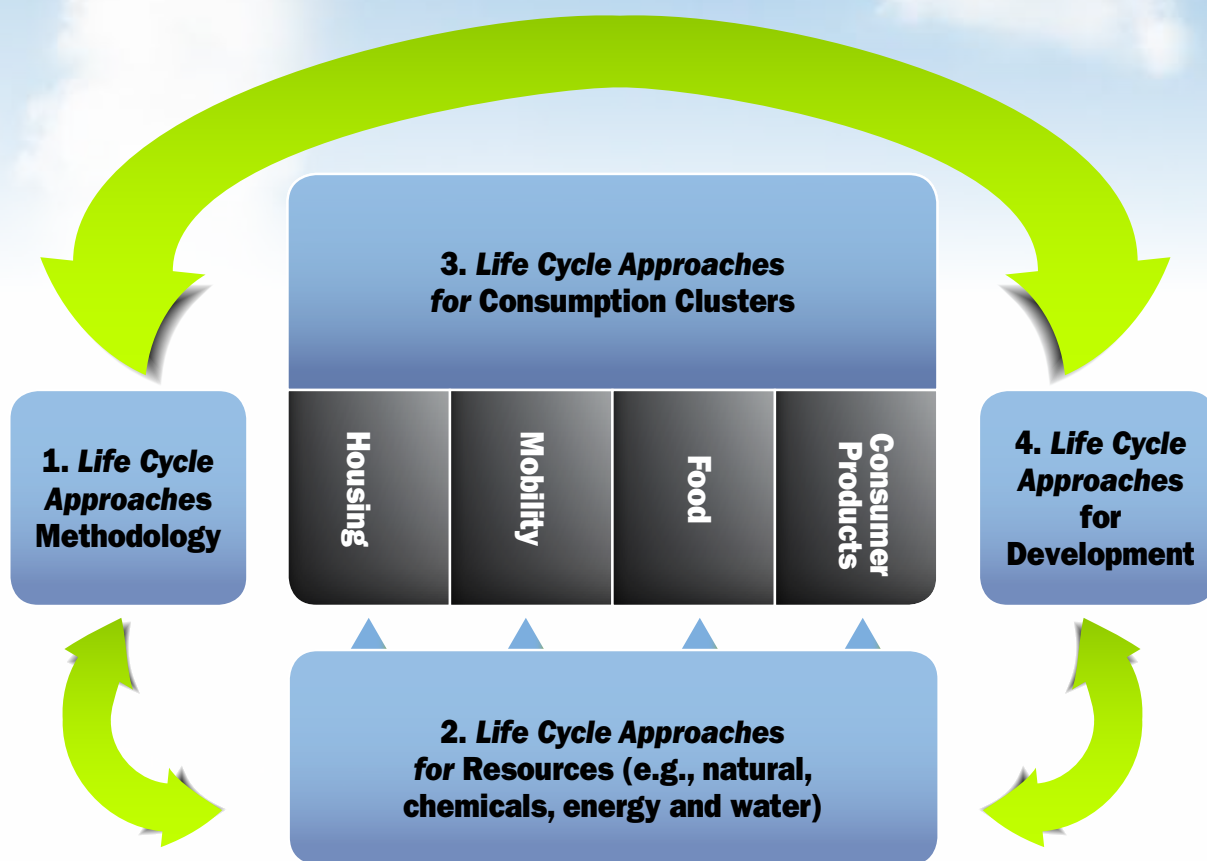 3. Life Cycle Approaches
for Consumption Clusters
1. Life Cycle
Approaches
Methodology
Housing
Mobility
Food
Consumer
Products
4. Life Cycle
Approaches
for
Development
2. Life Cycle Approaches
for Resources (e.g., natural,
chemicals, energy and water)